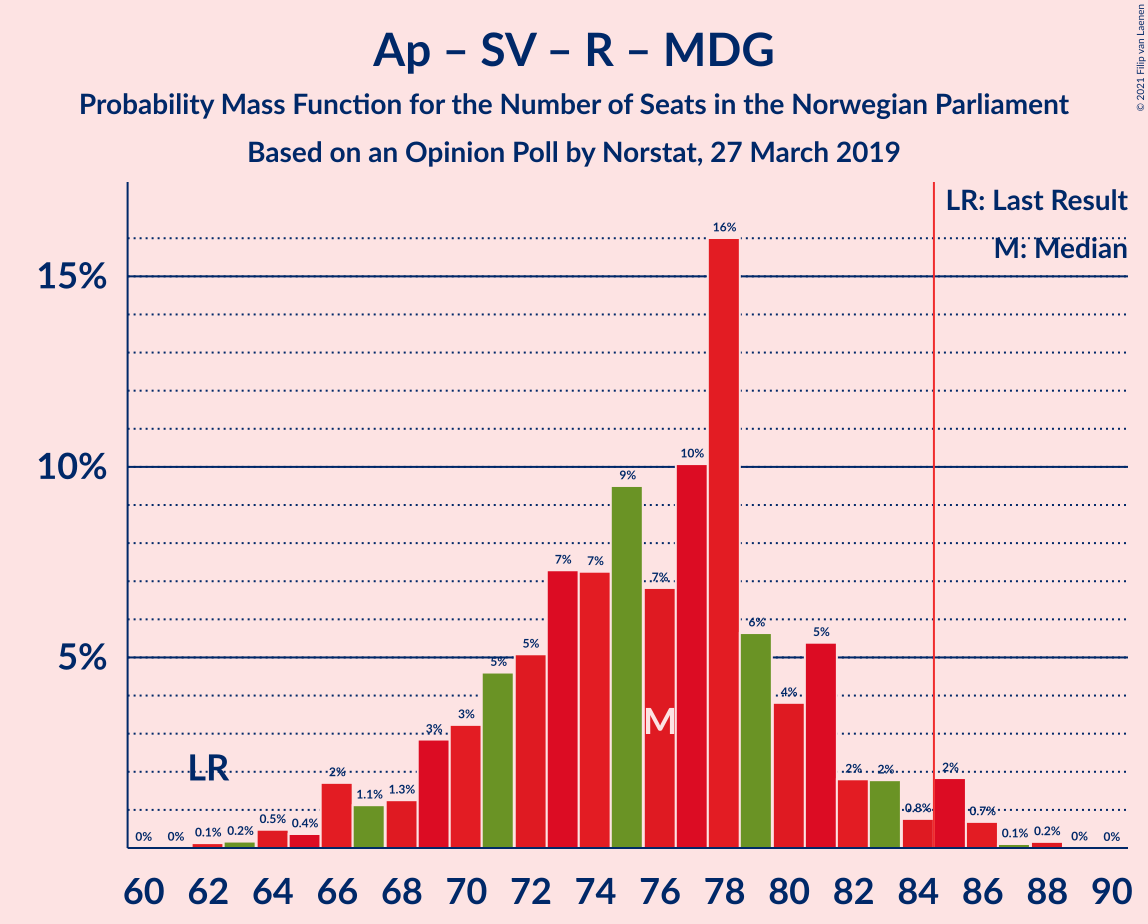 Ap – SV – R – MDG
Probability Mass Function for the Number of Seats in the Norwegian Parliament
Based on an Opinion Poll by Norstat, 27 March 2019
© 2021 Filip van Laenen
LR: Last Result
M: Median
15%
10%
5%
0% 0% 0.1% 0.2% 0.5% 0.4% 2% 1.1% 1.3% 3% 3% 5% 5% 7% 7% 9% 7% 10% 16% 6% 4% 5% 2% 2% 0.8% 2% 0.7% 0.1% 0.2% 0% 0%
LR
M
60 62 64 66 68 70 72 74 76 78 80 82 84 86 88 90